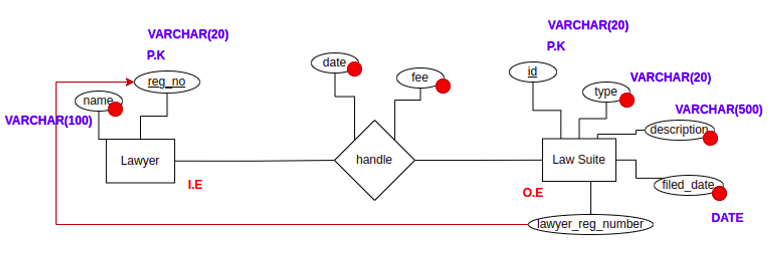 VARCHAR(20)
P.K
VARCHAR(20)
P.K
date
fee
id
reg_no
name
type
VARCHAR(20)
VARCHAR(100)
VARCHAR(500)
description
Lawyer
handle
Law Suite
I.E
O.E
filed_date
DATE
lawyer_reg_number